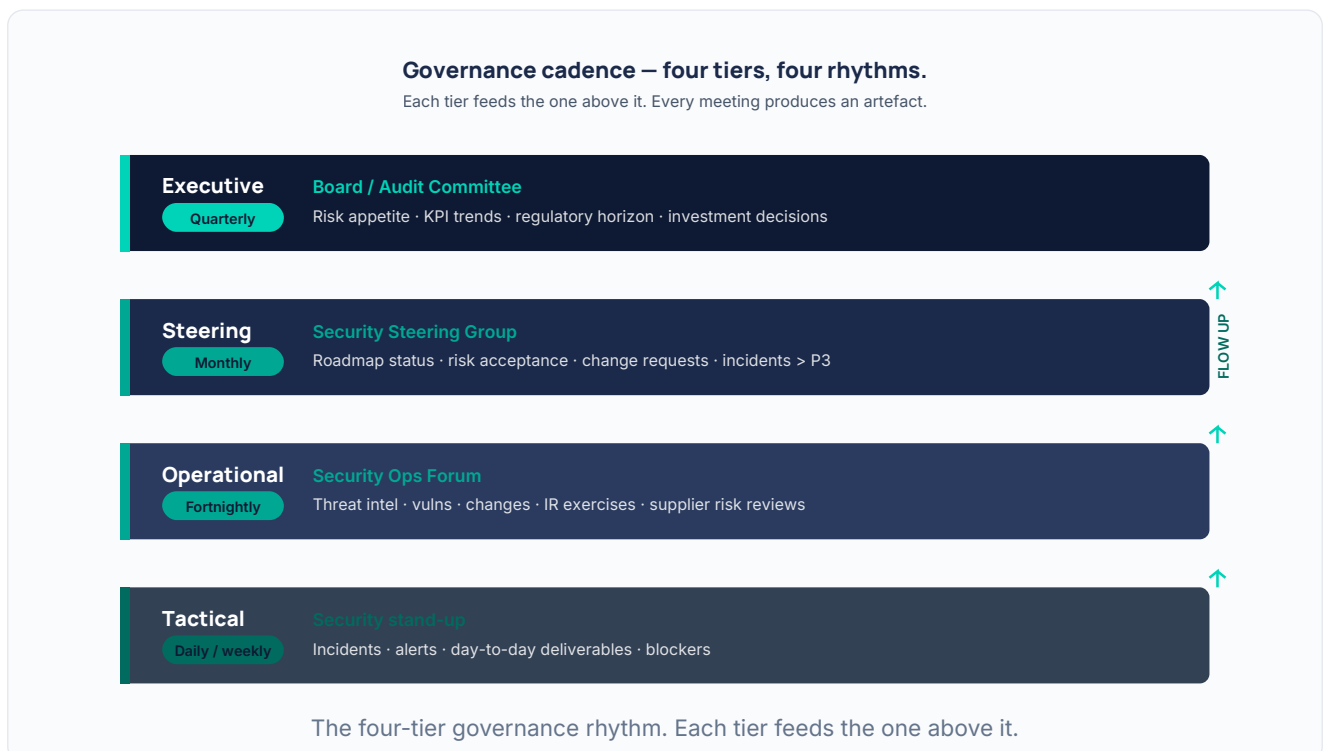 Governance cadence — four tiers, four rhythms.
Each tier feeds the one above it. Every meeting produces an artefact.
Executive
Board / Audit Committee
Quarterly
Risk appetite · KPI trends · regulatory horizon · investment decisions
Steering
Security Steering Group
Monthly
Roadmap status · risk acceptance · change requests · incidents > P3
FLOW UP
Operational
Security Ops Forum
Fortnightly
Threat intel · vulns · changes · IR exercises · supplier risk reviews
Tactical
Security stand-up
Daily / weekly
Incidents · alerts · day-to-day deliverables · blockers
The four-tier governance rhythm. Each tier feeds the one above it.